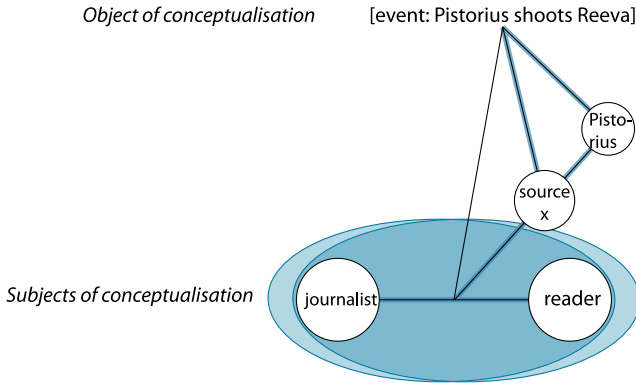 Object of conceptualisation [event: Pistorius shoots Reeva]
Pisto-
rius
source
x
Subjects of conceptualisation journalist reader